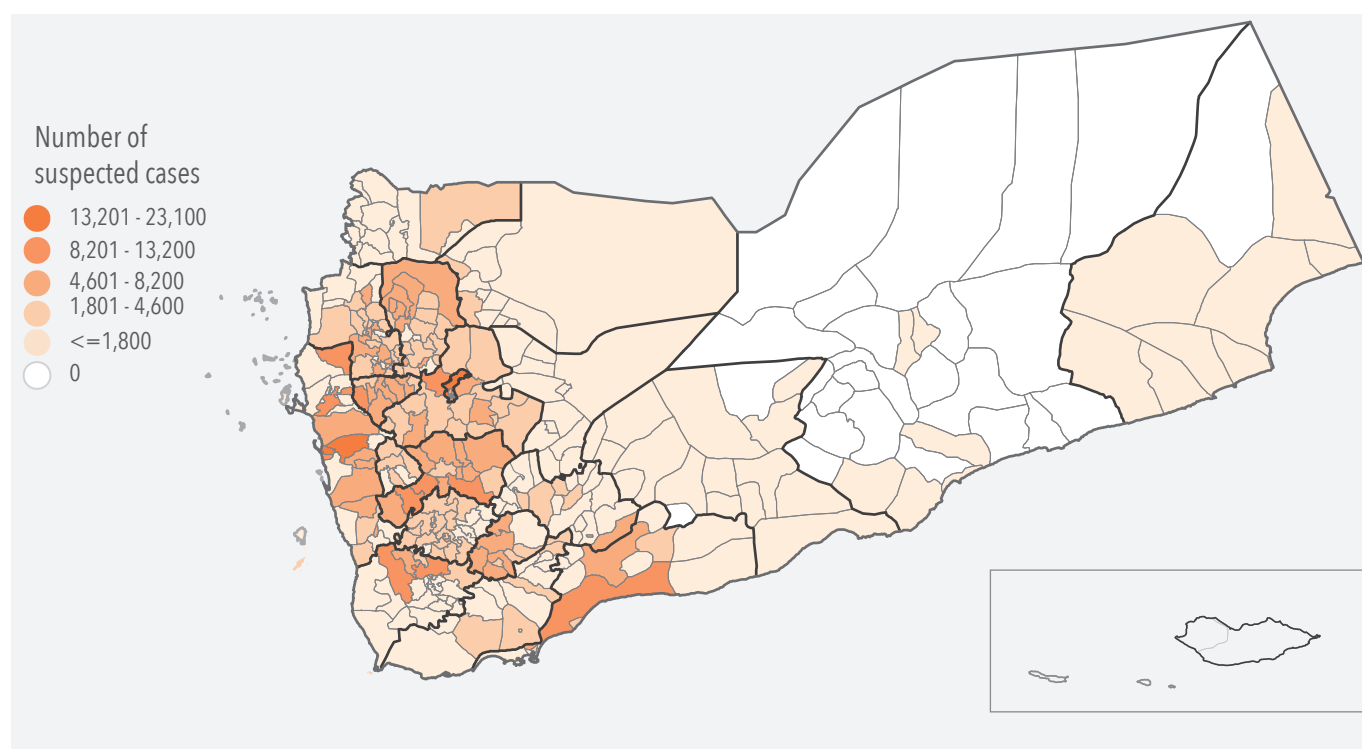 Number of
suspected cases
13,201 - 23,100
8,201 - 13,200
4,601 - 8,200
1,801 - 4,600
<=1,800
0